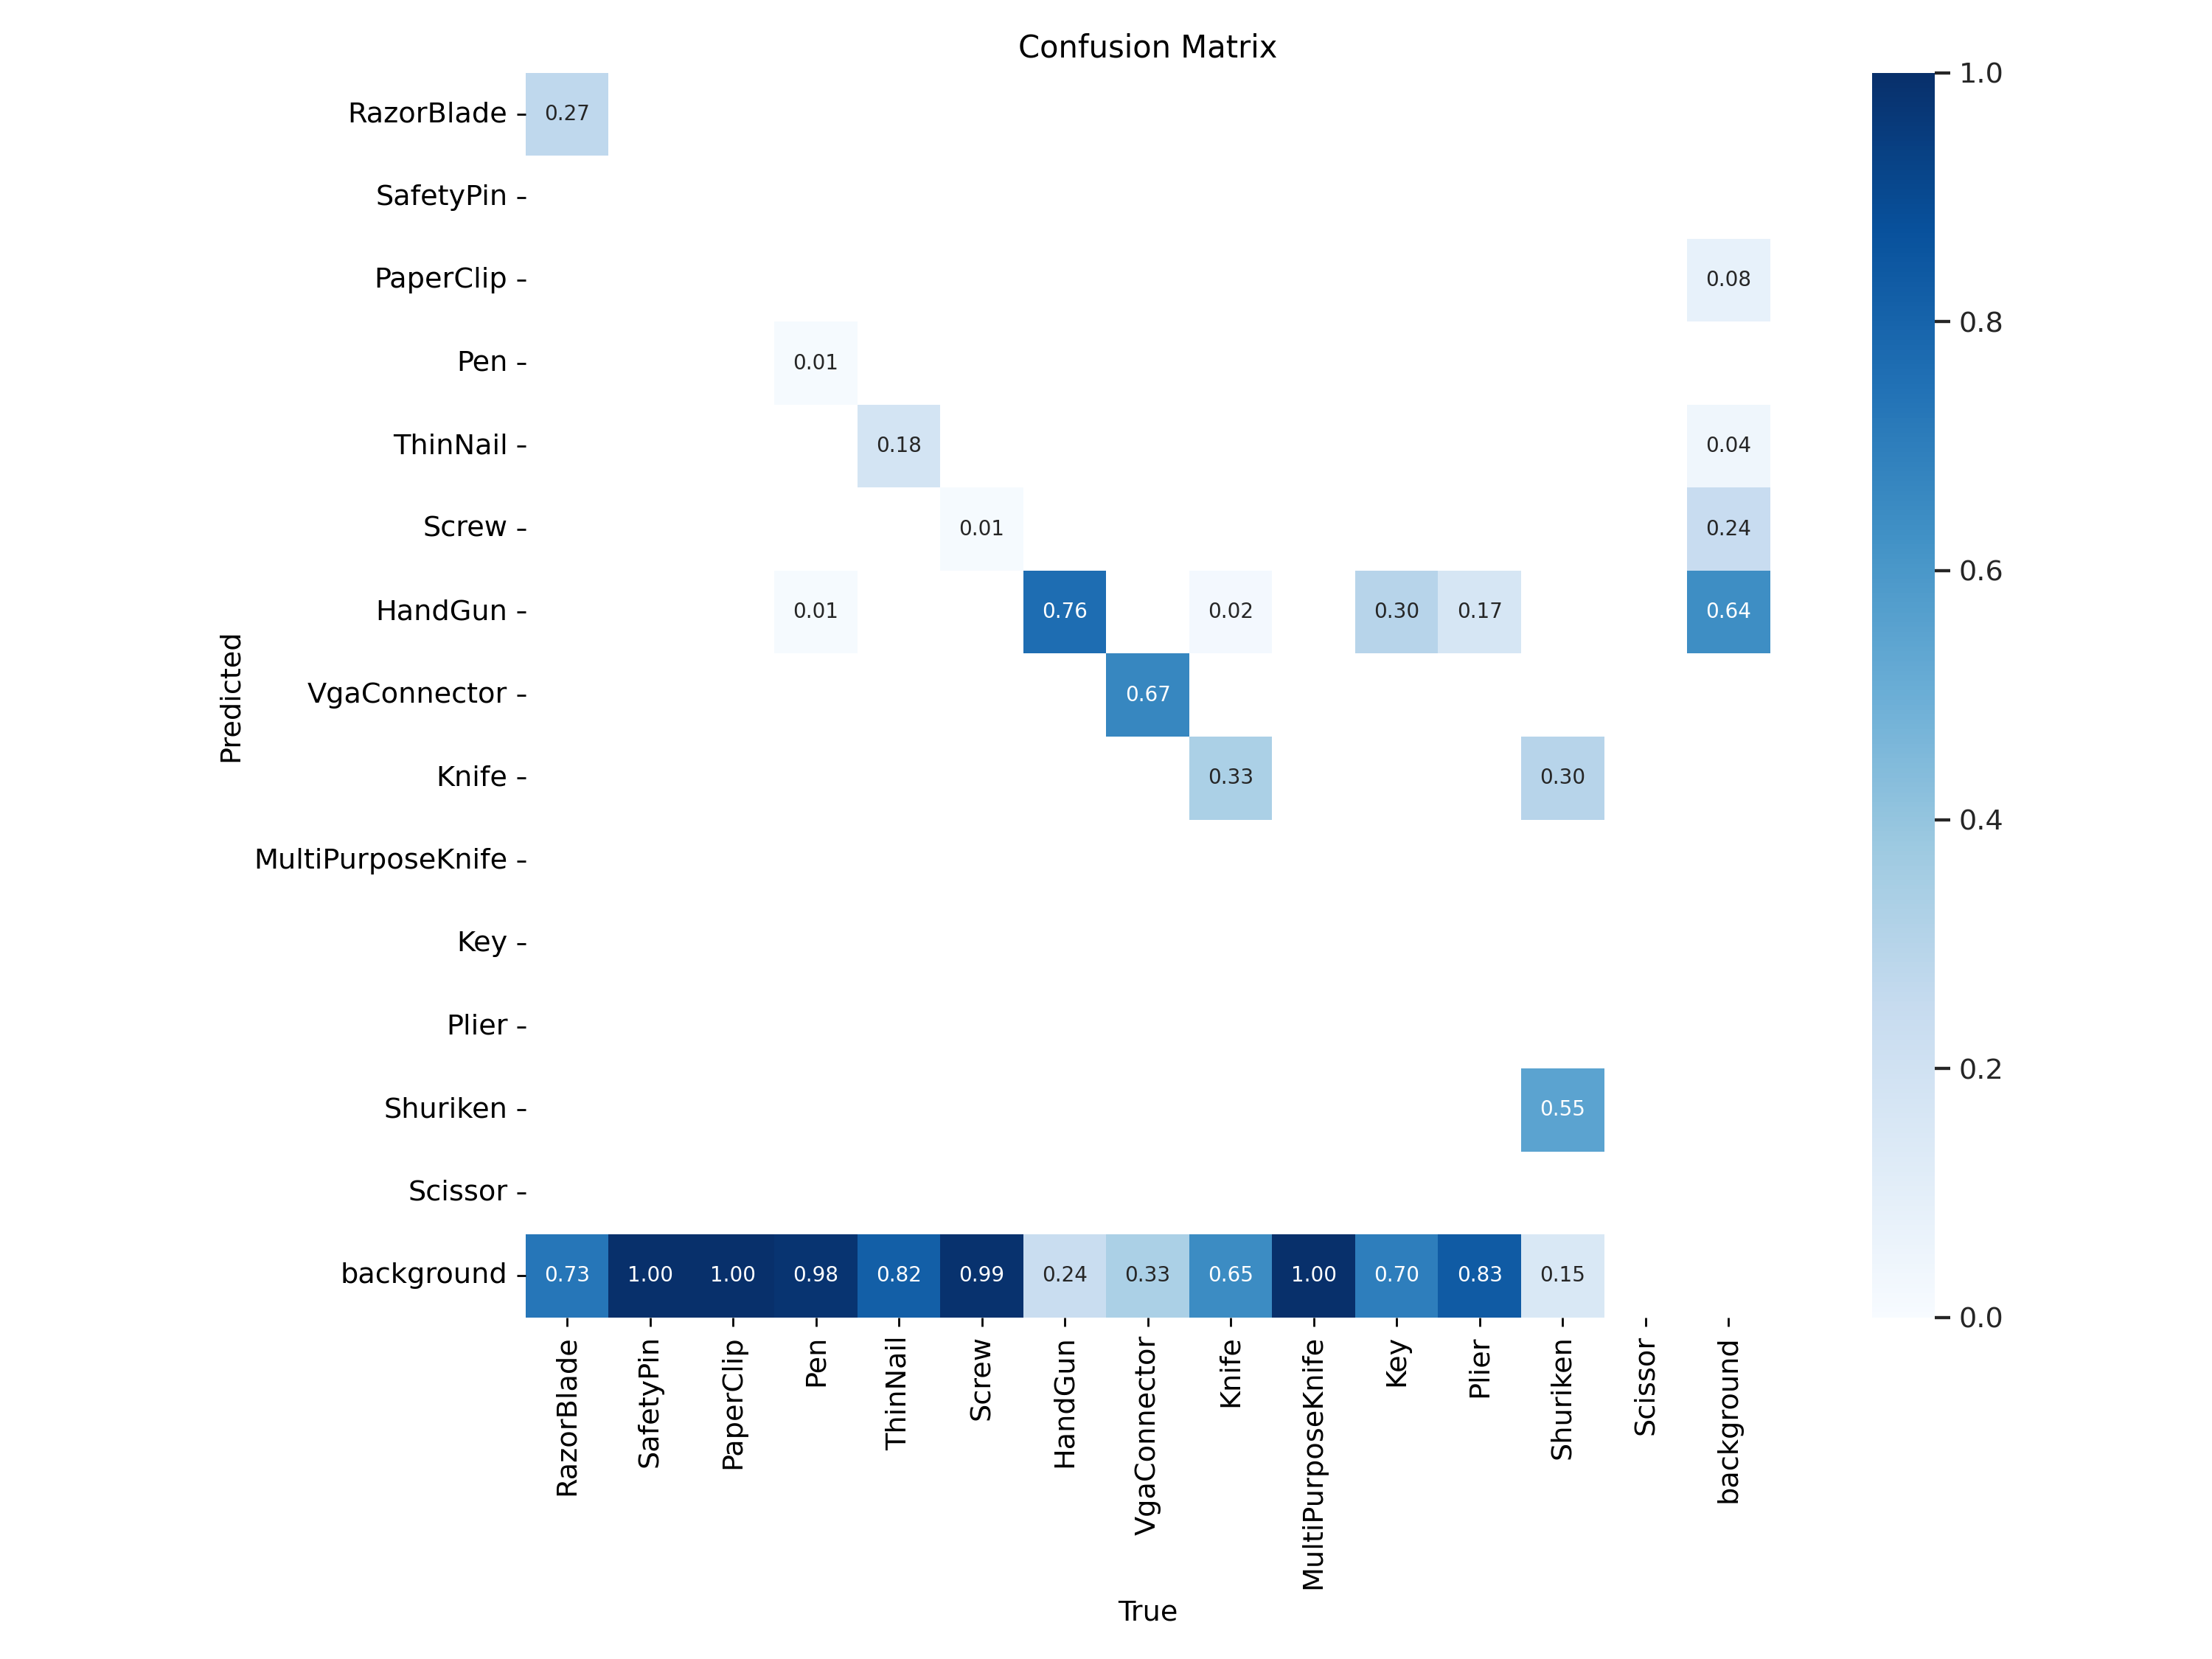 Confusion Matrix
RazorBlade 0.27
SafetyPin
PaperClip 0.08
Pen 0.01
ThinNail 0.18 0.04
Screw 0.01 0.24
HandGun 0.01 0.76 0.02 0.30 0.17 0.64
VgaConnector 0.67
Knife 0.33 0.30
MultiPurposeKnife
Key
Plier
Shuriken 0.55
Scissor
background 0.73 1.00 1.00 0.98 0.82 0.99 0.24 0.33 0.65 1.00 0.70 0.83 0.15
Predicted
RazorBlade
SafetyPin
PaperClip
Pen
ThinNail
Screw
HandGun
VgaConnector
Knife
MultiPurposeKnife
Key
Plier
Shuriken
Scissor
background
True
1.0
0.8
0.6
0.4
0.2
0.0